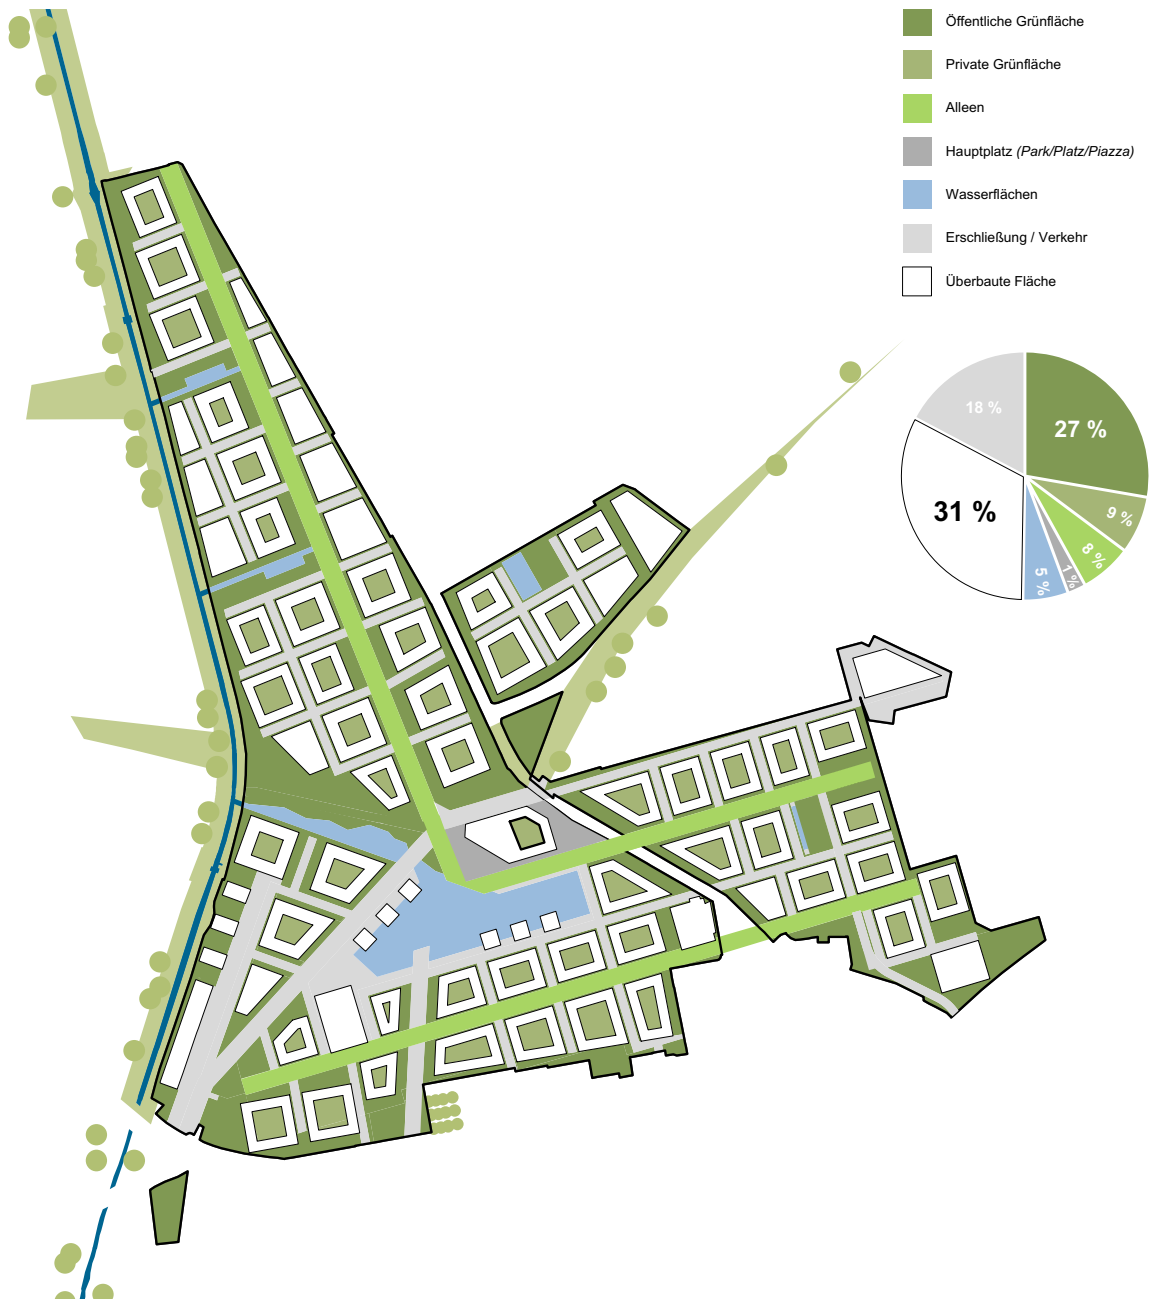 Öffentliche Grünfläche
Private Grünfläche
Alleen
Hauptplatz (Park/Platz/Piazza)
Wasserflächen
Erschließung / Verkehr
Überbaute Fläche
18 %
27 %
31 %
9 %
8 %
1 %
5 %